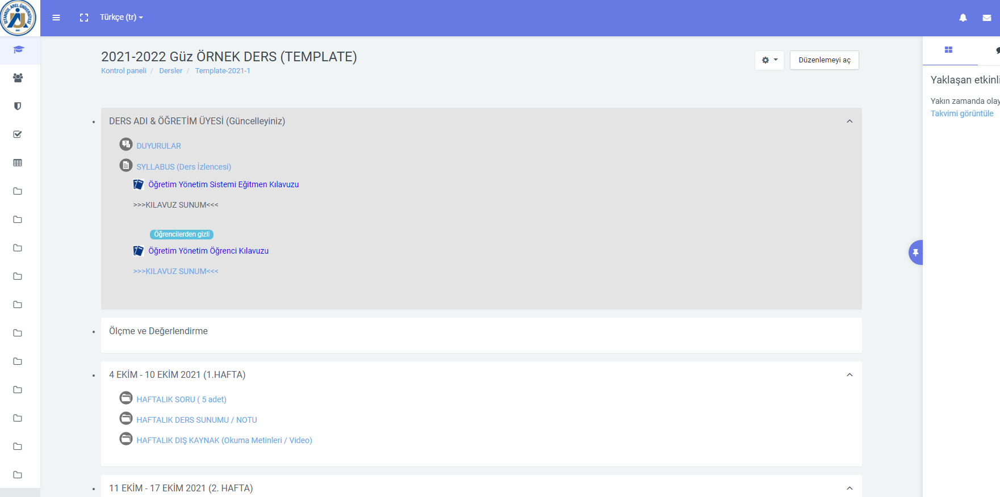 Türkçe (tr)
2021-2022 Güz ÖRNEK DERS (TEMPLATE)
Kontrol paneli / Dersler / Template-2021-1
Düzenlemeyi aç
DERS ADI & ÖĞRETİM ÜYESİ (Güncelleyiniz)
DUYURULAR
SYLLABUS (Ders İzlencesi)
Öğretim Yönetim Sistemi Eğitmen Kılavuzu
>>>KILAVUZ SUNUM<<<
Öğrencilerden gizli
Öğretim Yönetim Öğrenci Kılavuzu
>>>KILAVUZ SUNUM<<<
Ölçme ve Değerlendirme
4 EKİM - 10 EKİM 2021 (1.HAFTA)
HAFTALIK SORU ( 5 adet)
HAFTALIK DERS SUNUMU / NOTU
HAFTALIK DIŞ KAYNAK (Okuma Metinleri / Video)
11 EKİM - 17 EKİM 2021 (2. HAFTA)
Yaklaşan etkinli
Yakın zamanda olay
Takvimi görüntüle